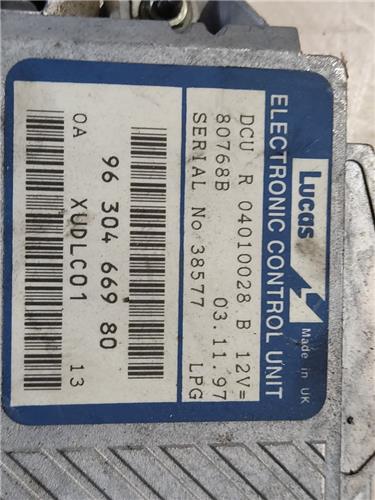 Lucas
Made in UK
ELECTRONIC CONTROL UNIT
DCU R 04010028 B 12V=
80768B 03.11.97
SERIAL No 38577 LPG
96 304 669 80
0A XUDLC01 13